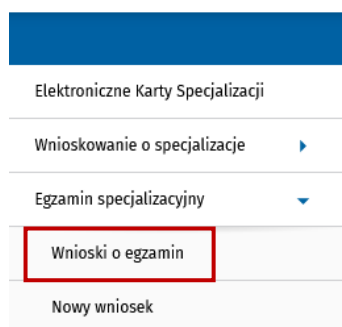 Elektroniczne Karty Specjalizacji
Wnioskowanie o specjalizacje
Egzamin specjalizacyjny
Wnioski o egzamin
Nowy wniosek